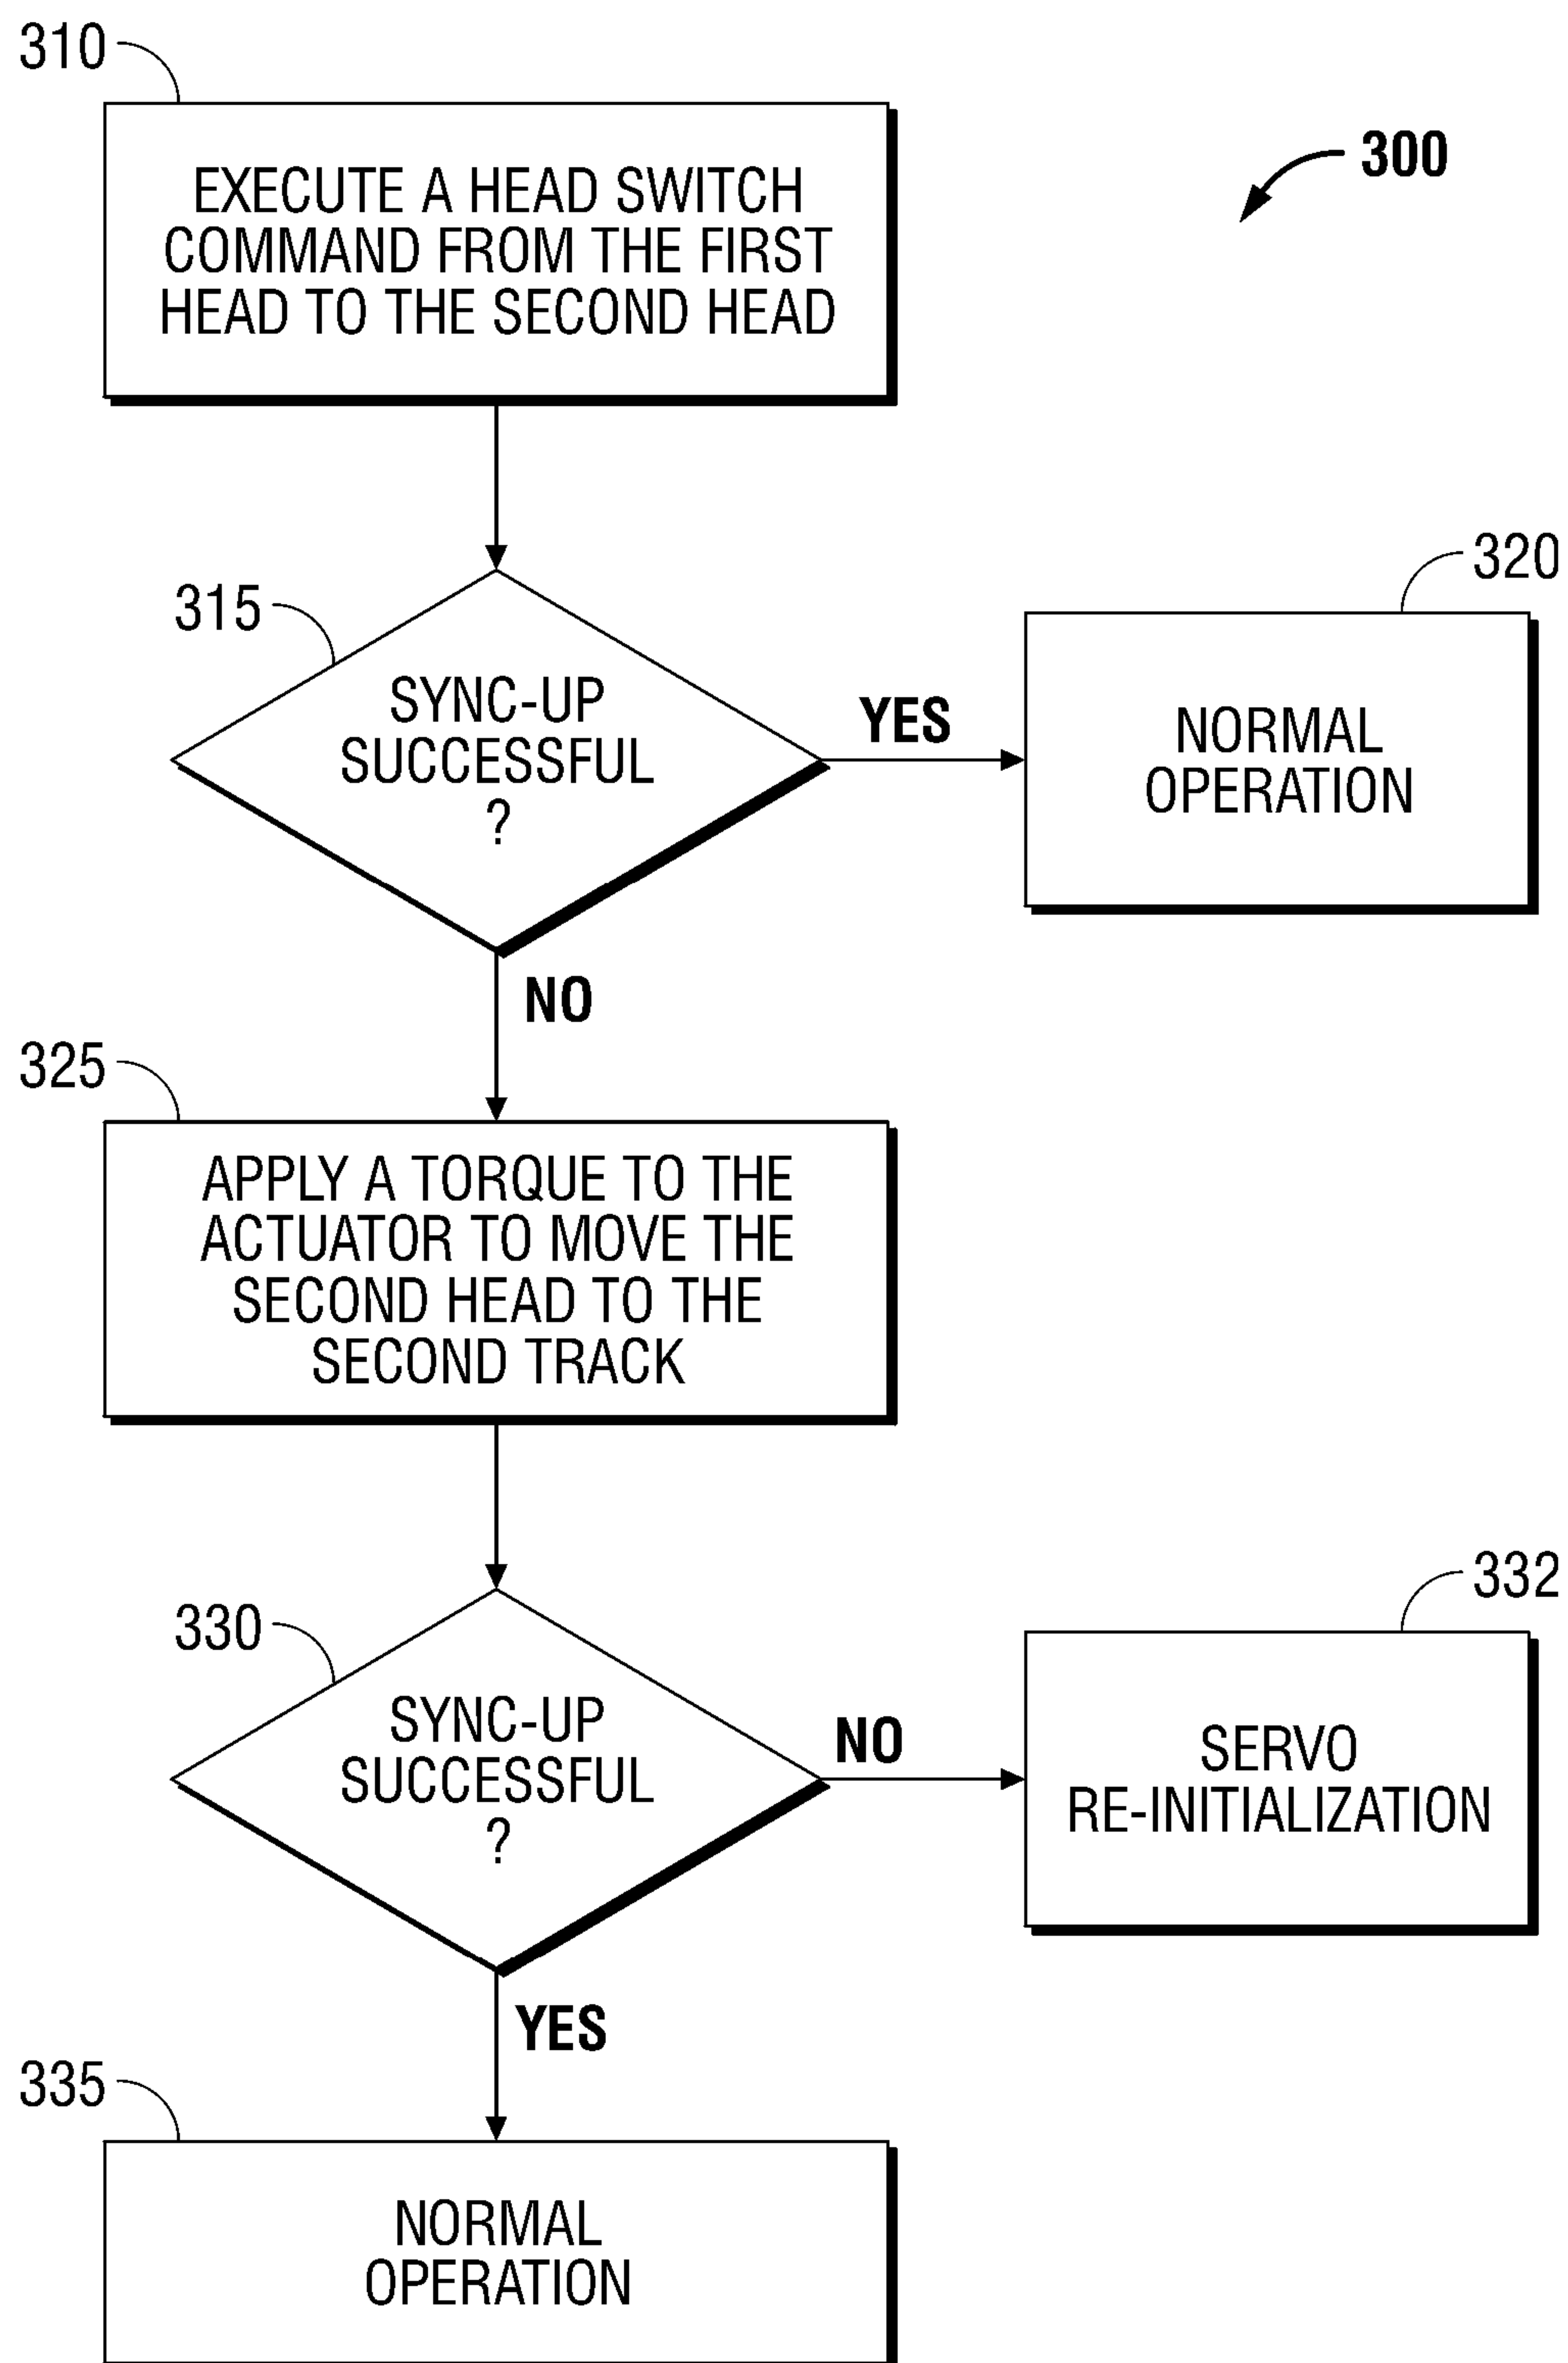 310
300
EXECUTE A HEAD SWITCH
COMMAND FROM THE FIRST
HEAD TO THE SECOND HEAD
315
SYNC-UP
SUCCESSFUL
?
YES
320
NORMAL
OPERATION
NO
325
APPLY A TORQUE TO THE
ACTUATOR TO MOVE THE
SECOND HEAD TO THE
SECOND TRACK
330
SYNC-UP
SUCCESSFUL
?
NO
332
SERVO
RE-INITIALIZATION
YES
335
NORMAL
OPERATION